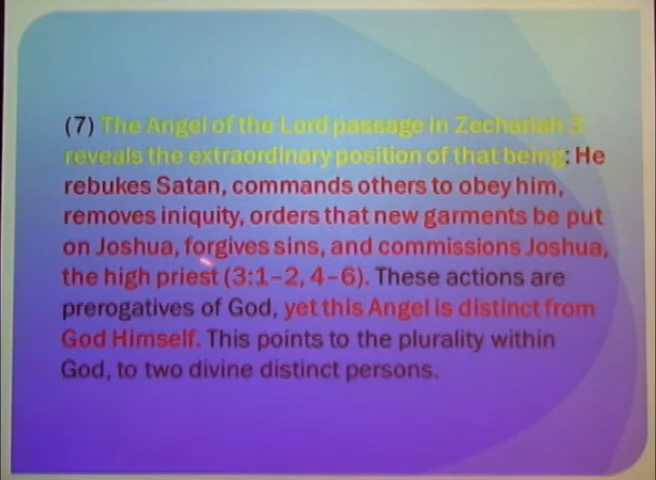 (7) The Angel of the Lord passage in Zechariah 3
reveals the extraordinary position of that being: He
rebukes Satan, commands others to obey him,
removes iniquity, orders that new garments be put
on Joshua, forgives sins, and commissions Joshua,
the high priest (3:1–2, 4–6). These actions are
prerogatives of God, yet this Angel is distinct from
God Himself. This points to the plurality within
God, to two divine distinct persons.